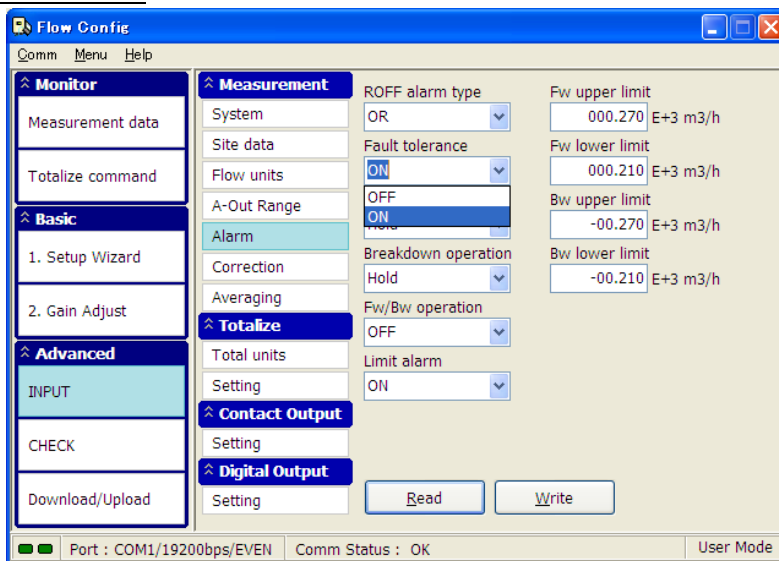 Flow Config
Comm Menu Help
Monitor
Measurement data
Totalize command
Basic
1. Setup Wizard
2. Gain Adjust
Advanced
INPUT
CHECK
Download/Upload
Measurement
System
Site data
Flow units
A-Out Range
Alarm
Correction
Averaging
Totalize
Total units
Setting
Contact Output
Setting
Digital Output
Setting
ROFF alarm type
OR
Fault tolerance
ON
OFF
ON
Breakdown operation
Hold
Fw/Bw operation
OFF
Limit alarm
ON
Fw upper limit
000.270 E+3 m3/h
Fw lower limit
000.210 E+3 m3/h
Bw upper limit
-00.270 E+3 m3/h
Bw lower limit
-00.210 E+3 m3/h
Read Write
Port : COM1/19200bps/EVEN Comm Status : OK User Mode